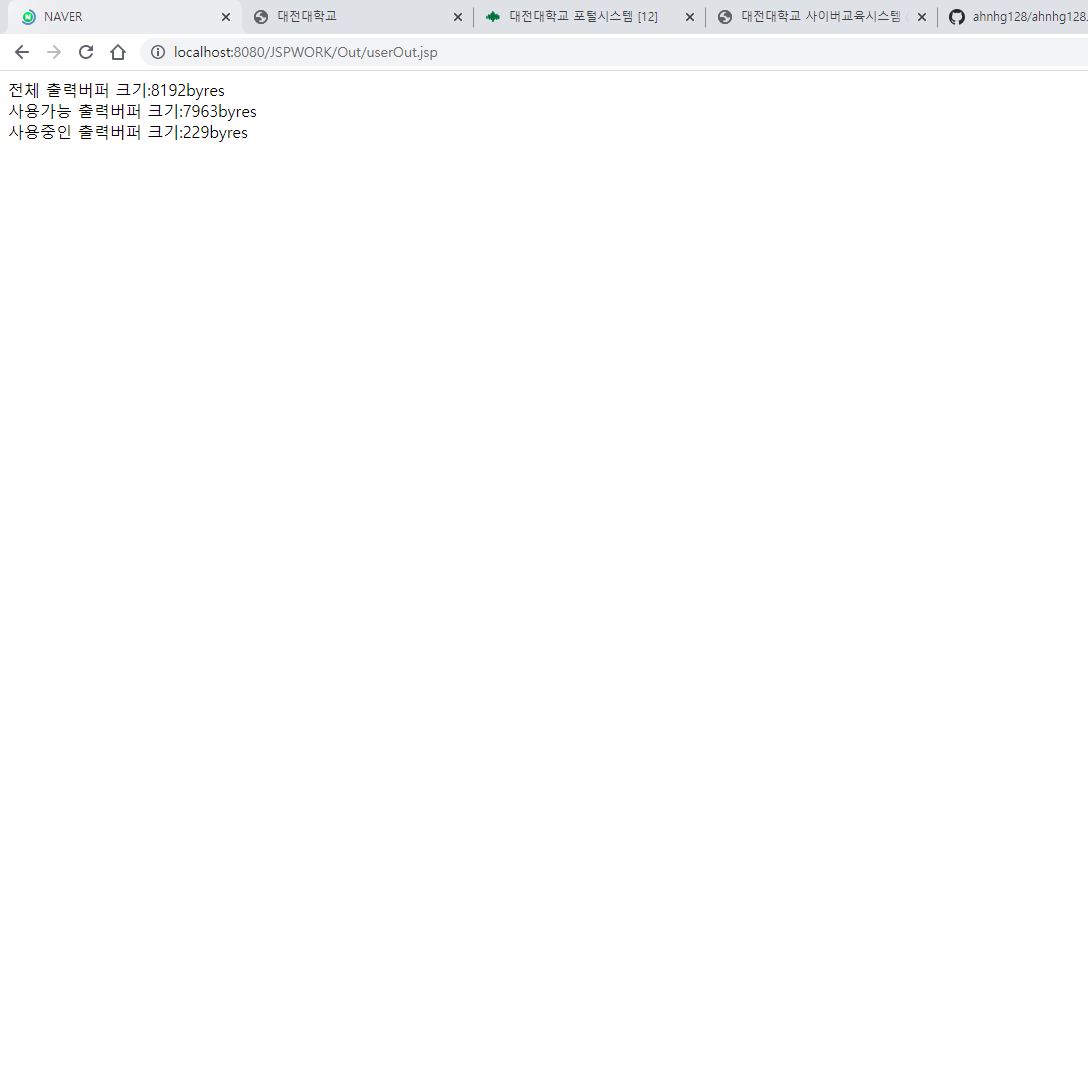 NAVER
대전대학교
대전대학교 포털시스템 [12]
대전대학교 사이버교육시스템
ahnhg128/ahnhg128.
localhost:8080/JSPWORK/Out/userOut.jsp
전체 출력버퍼 크기:8192byres
사용가능 출력버퍼 크기:7963byres
사용중인 출력버퍼 크기:229byres